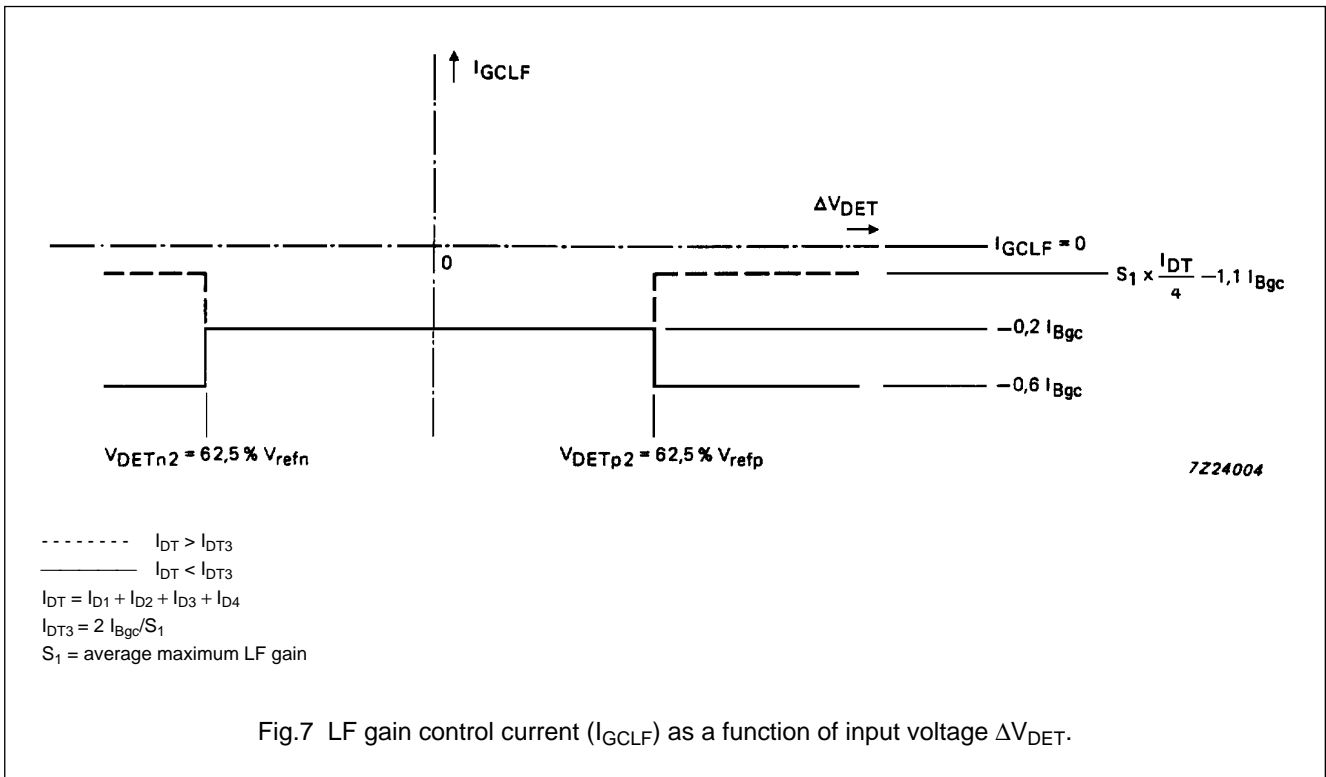 I_GCLF
ΔV_DET
0
I_GCLF = 0
S_1 x I_DT/4 −1,1 I_Bgc
−0,2 I_Bgc
−0,6 I_Bgc
V_DETn2 = 62,5 % V_refn
V_DETp2 = 62,5 % V_refp
7Z24004
- - - - - - - - I_DT > I_DT3
———— I_DT < I_DT3
I_DT = I_D1 + I_D2 + I_D3 + I_D4
I_DT3 = 2 I_Bgc/S_1
S_1 = average maximum LF gain
Fig.7 LF gain control current (I_GCLF) as a function of input voltage ΔV_DET.